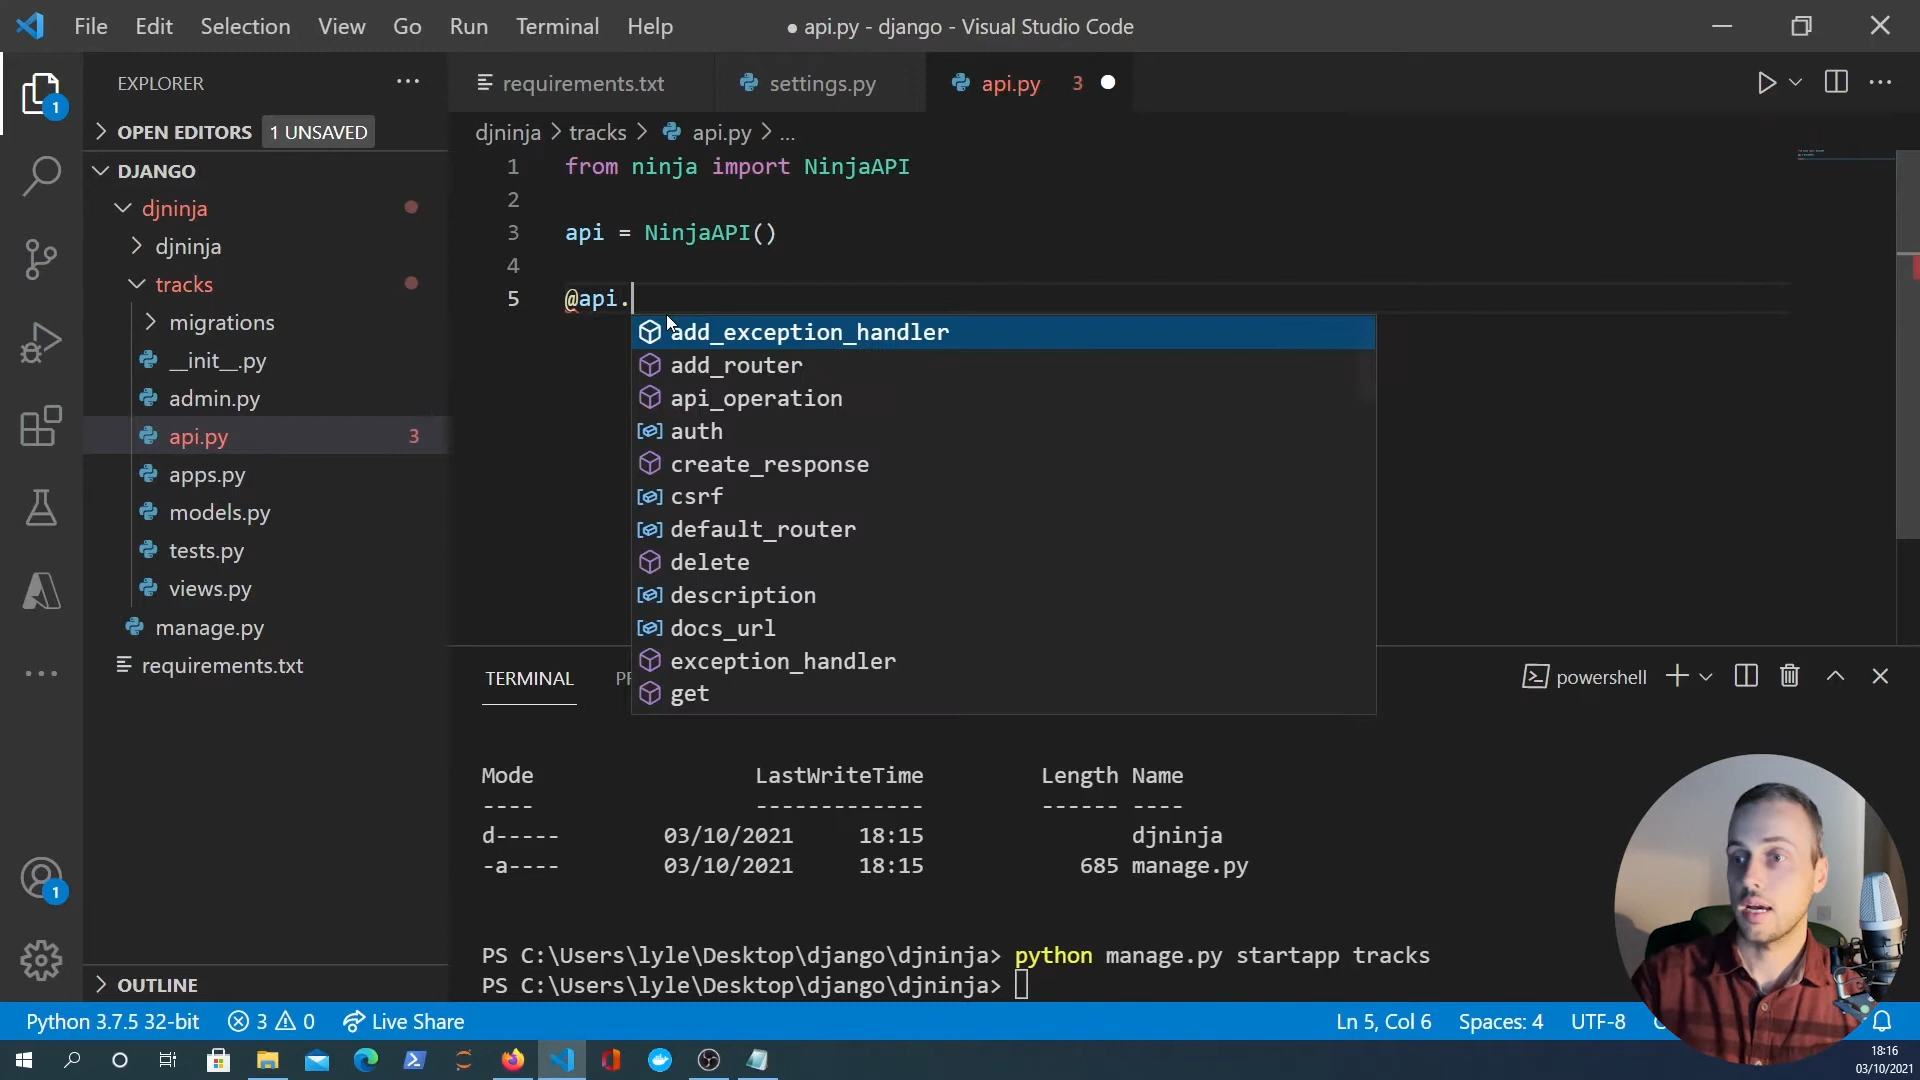 File Edit Selection View Go Run Terminal Help
● api.py - django - Visual Studio Code
EXPLORER
OPEN EDITORS 1 UNSAVED
DJANGO
djninja
djninja
tracks
migrations
__init__.py
admin.py
api.py 3
apps.py
models.py
tests.py
views.py
manage.py
requirements.txt
OUTLINE
1
1
requirements.txt settings.py api.py 3
djninja > tracks > api.py > ...
1 from ninja import NinjaAPI
2
3 api = NinjaAPI()
4
5 @api.
add_exception_handler
add_router
api_operation
auth
create_response
csrf
default_router
delete
description
docs_url
exception_handler
get
TERMINAL
powershell
Mode LastWriteTime Length Name
---- ------------- ------ ----
d----- 03/10/2021 18:15 djninja
-a---- 03/10/2021 18:15 685 manage.py
PS C:\Users\lyle\Desktop\django\djninja> python manage.py startapp tracks
PS C:\Users\lyle\Desktop\django\djninja>
Python 3.7.5 32-bit 3 0 Live Share
Ln 5, Col 6 Spaces: 4 UTF-8
18:16
03/10/2021